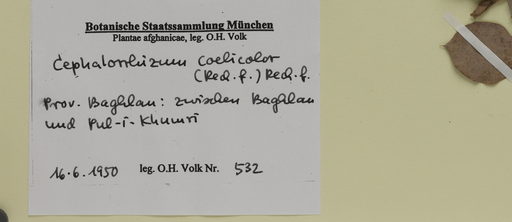 Botanische Staatssammlung München
Plantae afghanicae, leg. O.H. Volk
Cephalorrhizum coelicolor
(Rech. f.) Rech. f.
Prov. Baghlan: zwischen Baghlan
und Pul-i-Khumri
16.6.1950 leg. O.H. Volk Nr. 532